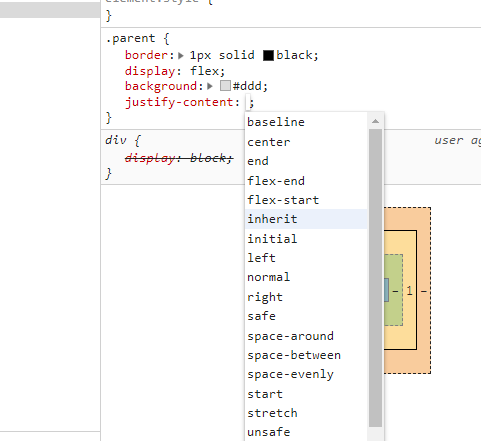 element.style {
}
.parent {
border: 1px solid black;
display: flex;
background: #ddd;
justify-content: ;
}
baseline
center
end
flex-end
flex-start
inherit
initial
left
normal
right
safe
space-around
space-between
space-evenly
start
stretch
unsafe
div {
user ag
display: block;
}
– 1 –